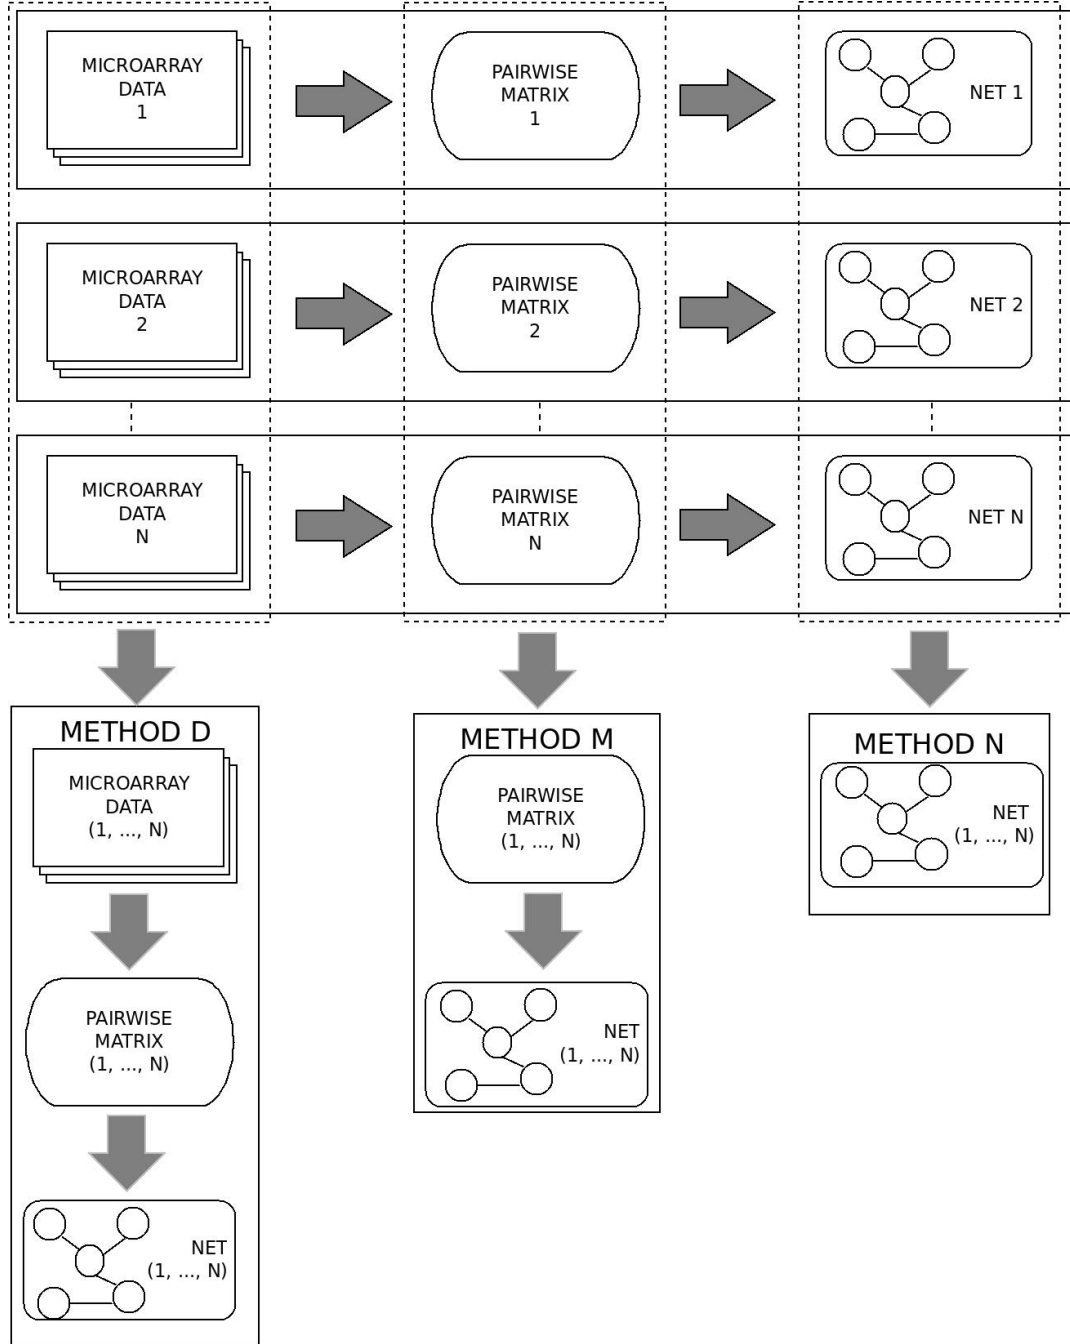 MICROARRAY
DATA
1
PAIRWISE
MATRIX
1
NET 1
MICROARRAY
DATA
2
PAIRWISE
MATRIX
2
NET 2
MICROARRAY
DATA
N
PAIRWISE
MATRIX
N
NET N
METHOD D
MICROARRAY
DATA
(1, ..., N)
PAIRWISE
MATRIX
(1, ..., N)
NET
(1, ..., N)
METHOD M
PAIRWISE
MATRIX
(1, ..., N)
NET
(1, ..., N)
METHOD N
NET
(1, ..., N)